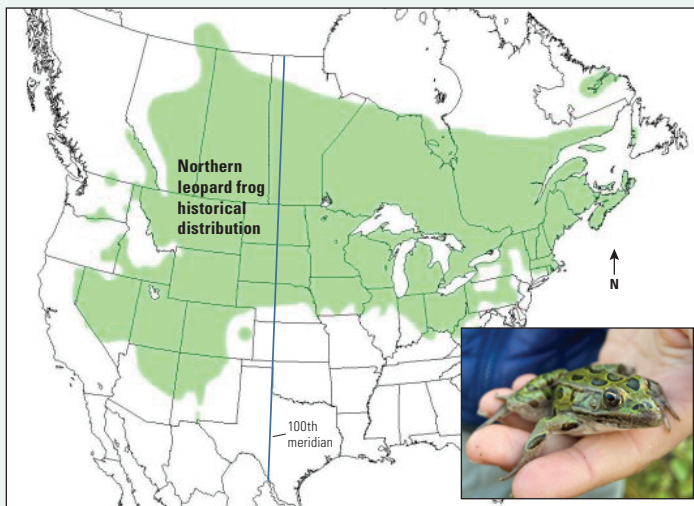 Northern
leopard frog
historical
distribution
N
100th
meridian